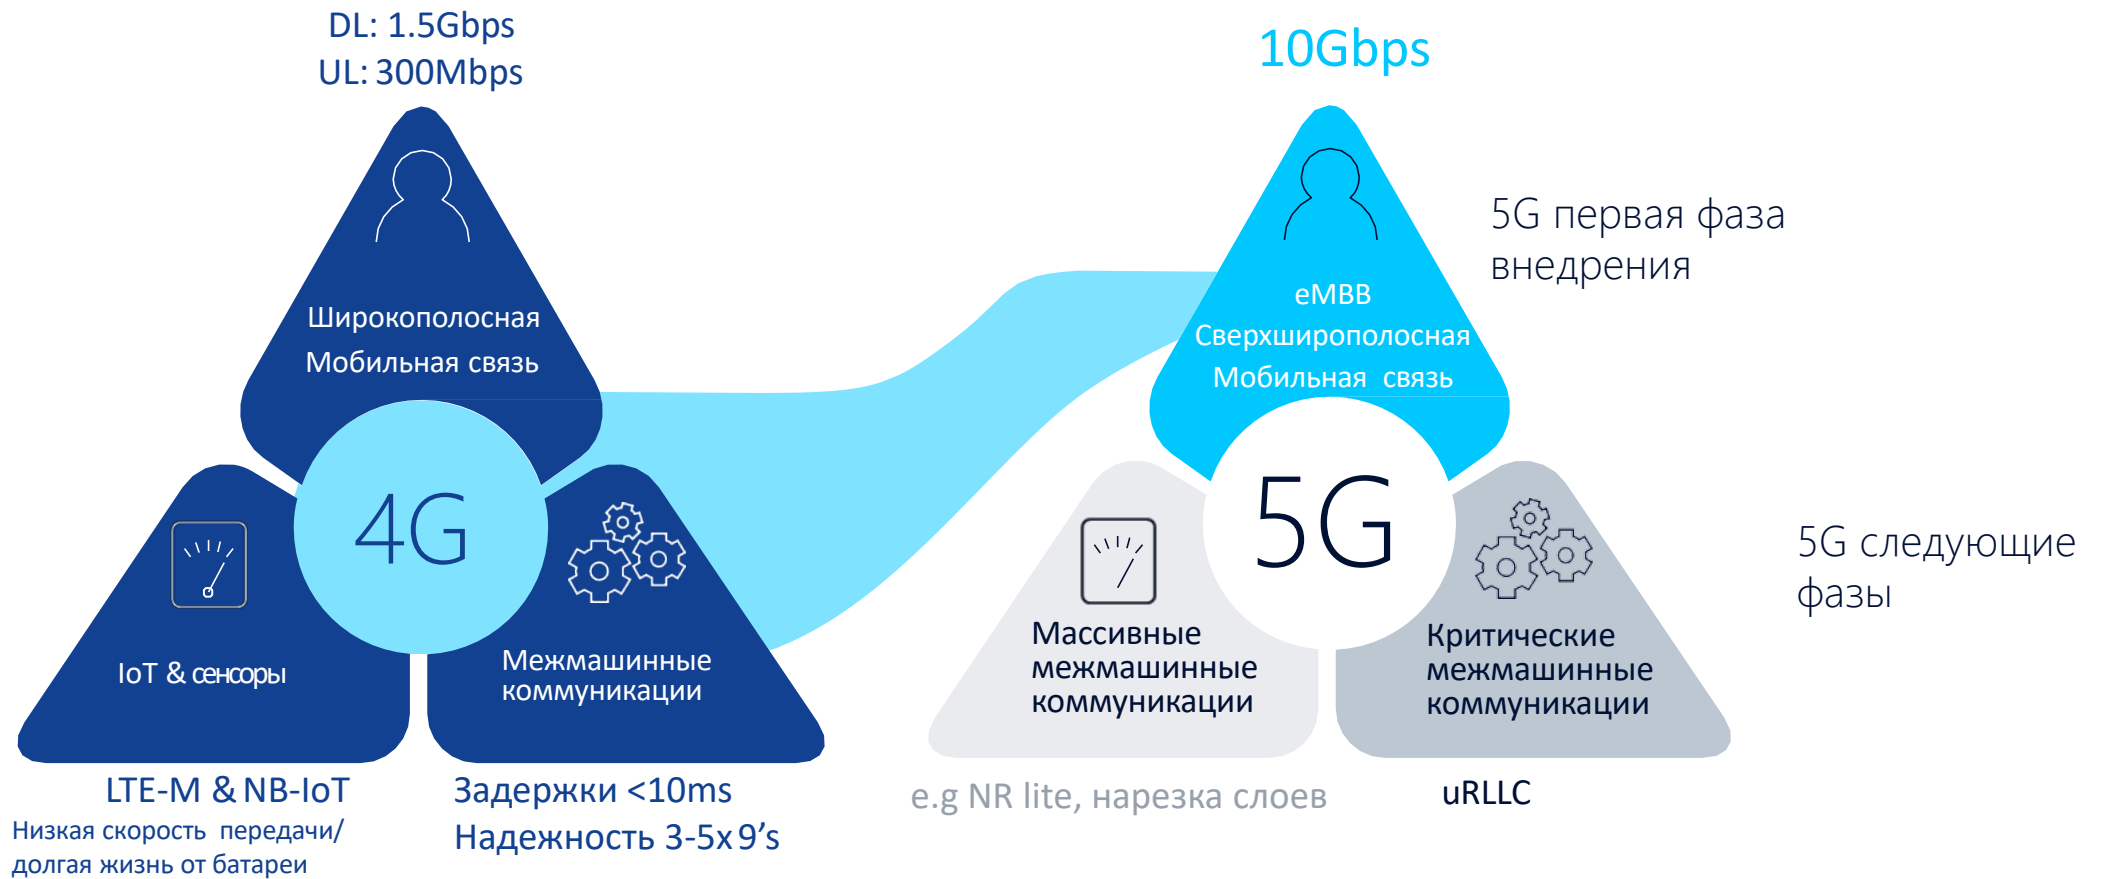 DL: 1.5Gbps
UL: 300Mbps
Широкополосная
Мобильная связь
4G
IoT & сенсоры
Межмашинные
коммуникации
LTE-M & NB-IoT
Низкая скорость передачи/
долгая жизнь от батареи
Задержки <10ms
Надежность 3-5x 9's
10Gbps
5G первая фаза
внедрения
eMBB
Сверхширополосная
Мобильная связь
5G
Массивные
межмашинные
коммуникации
Критические
межмашинные
коммуникации
5G следующие
фазы
e.g NR lite, нарезка слоев
uRLLC